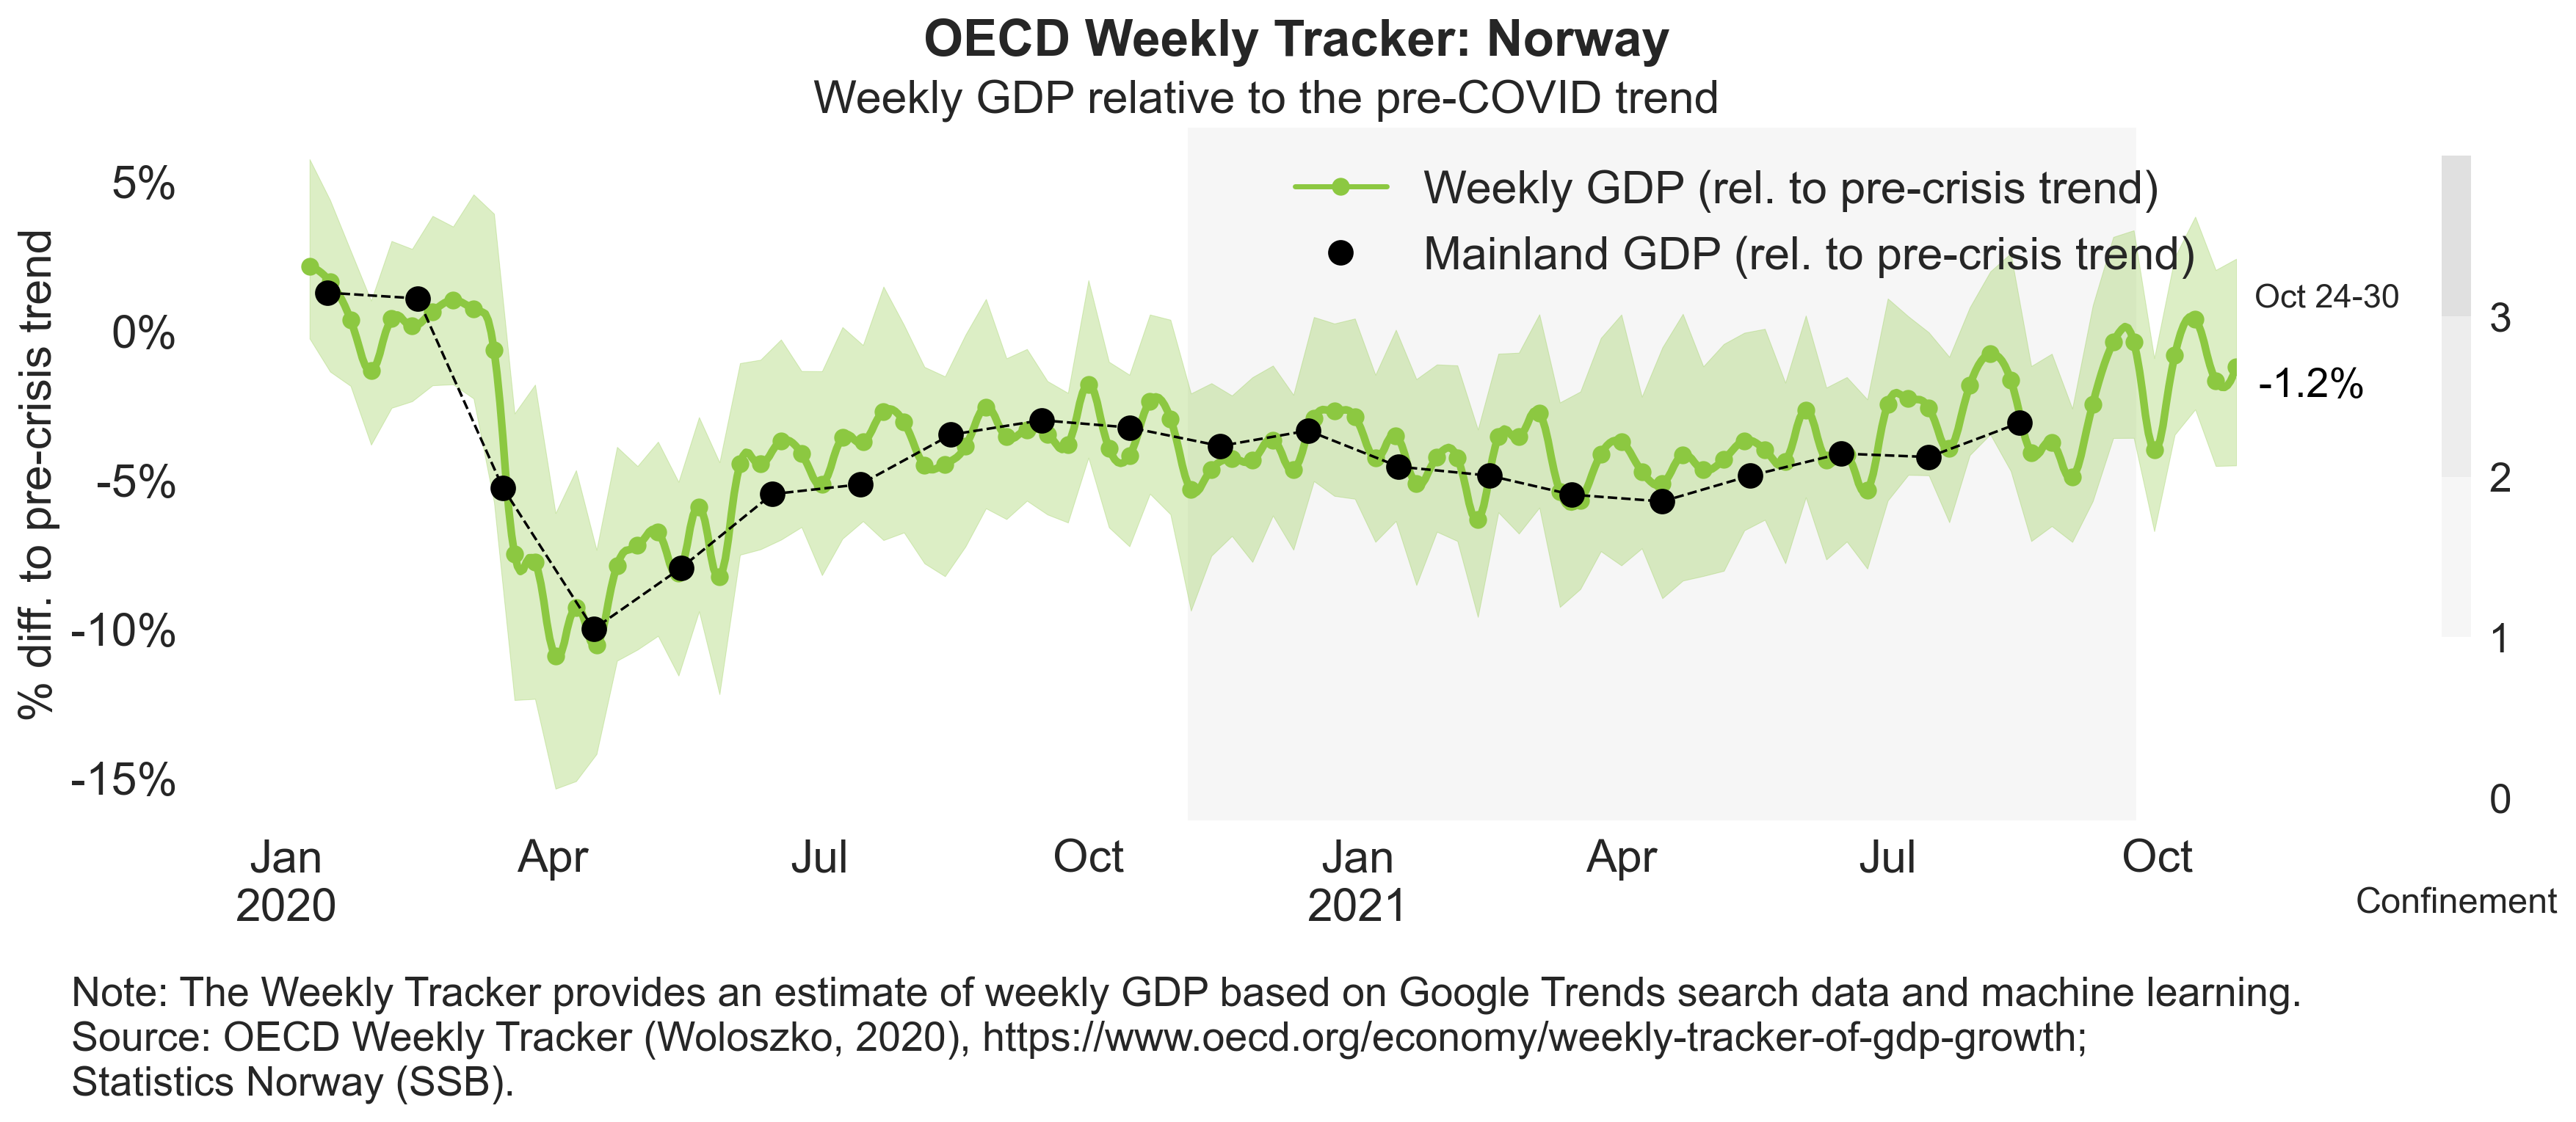 OECD Weekly Tracker: Norway
Weekly GDP relative to the pre-COVID trend
% diff. to pre-crisis trend
5%
0%
-5%
-10%
-15%
Weekly GDP (rel. to pre-crisis trend)
Mainland GDP (rel. to pre-crisis trend)
Oct 24-30
-1.2%
3
2
1
0
Confinement
Jan Apr Jul Oct Jan Apr Jul Oct
2020 2021
Note: The Weekly Tracker provides an estimate of weekly GDP based on Google Trends search data and machine learning.
Source: OECD Weekly Tracker (Woloszko, 2020), https://www.oecd.org/economy/weekly-tracker-of-gdp-growth;
Statistics Norway (SSB).